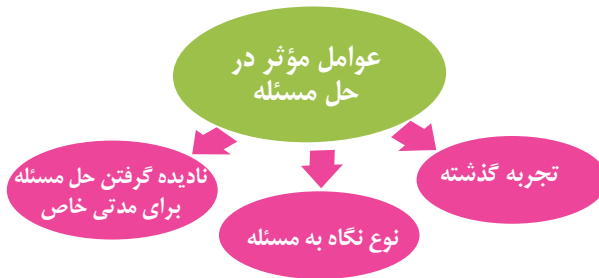 عوامل مؤثر در
حل مسئله
تجربه گذشته
نوع نگاه به مسئله
نادیده گرفتن حل مسئله
برای مدتی خاص